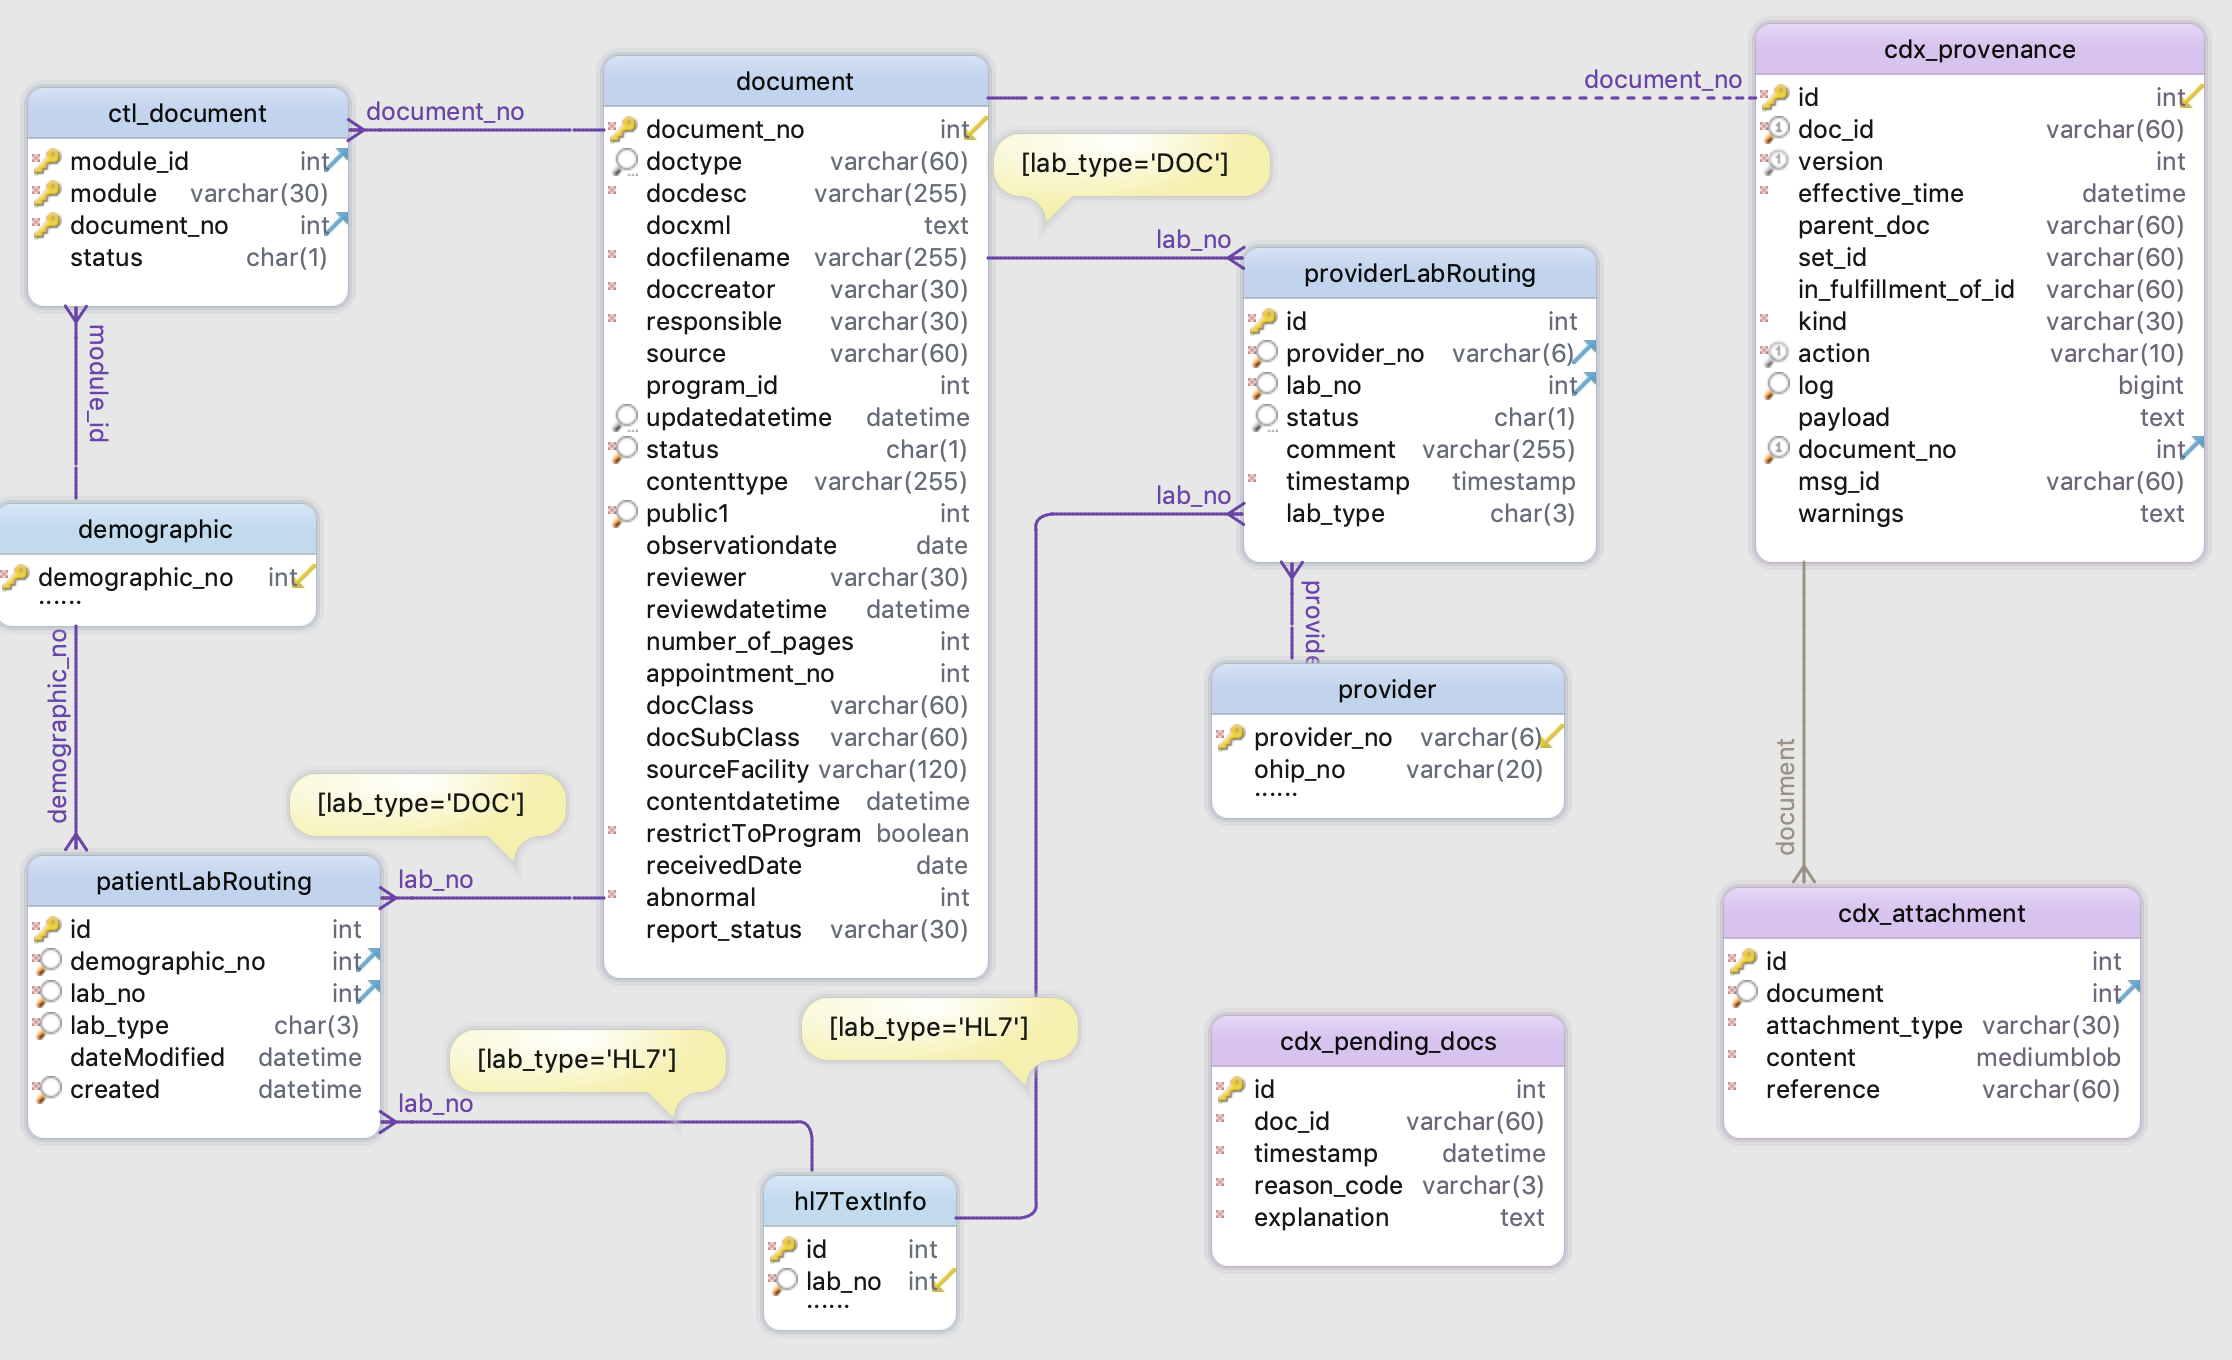 ctl_document
module_id int
module varchar(30)
document_no int
status char(1)
document_no
module_id
demographic
demographic_no int
......
demographic_no
patientLabRouting
id int
demographic_no int
lab_no int
lab_type char(3)
dateModified datetime
created datetime
[lab_type='DOC']
lab_no
[lab_type='HL7']
lab_no
document
document_no int
doctype varchar(60)
docdesc varchar(255)
docxml text
docfilename varchar(255)
doccreator varchar(30)
responsible varchar(30)
source varchar(60)
program_id int
updatedatetime datetime
status char(1)
contenttype varchar(255)
public1 int
observationdate date
reviewer varchar(30)
reviewdatetime datetime
number_of_pages int
appointment_no int
docClass varchar(60)
docSubClass varchar(60)
sourceFacility varchar(120)
contentdatetime datetime
restrictToProgram boolean
receivedDate date
abnormal int
report_status varchar(30)
[lab_type='HL7']
hl7TextInfo
id int
lab_no int
......
document_no
[lab_type='DOC']
lab_no
providerLabRouting
id int
provider_no varchar(6)
lab_no int
status char(1)
comment varchar(255)
timestamp timestamp
lab_type char(3)
lab_no
provide
provider
provider_no varchar(6)
ohip_no varchar(20)
......
cdx_pending_docs
id int
doc_id varchar(60)
timestamp datetime
reason_code varchar(3)
explanation text
cdx_provenance
id int
doc_id varchar(60)
version int
effective_time datetime
parent_doc varchar(60)
set_id varchar(60)
in_fulfillment_of_id varchar(60)
kind varchar(30)
action varchar(10)
log bigint
payload text
document_no int
msg_id varchar(60)
warnings text
document
cdx_attachment
id int
document int
attachment_type varchar(30)
content mediumblob
reference varchar(60)